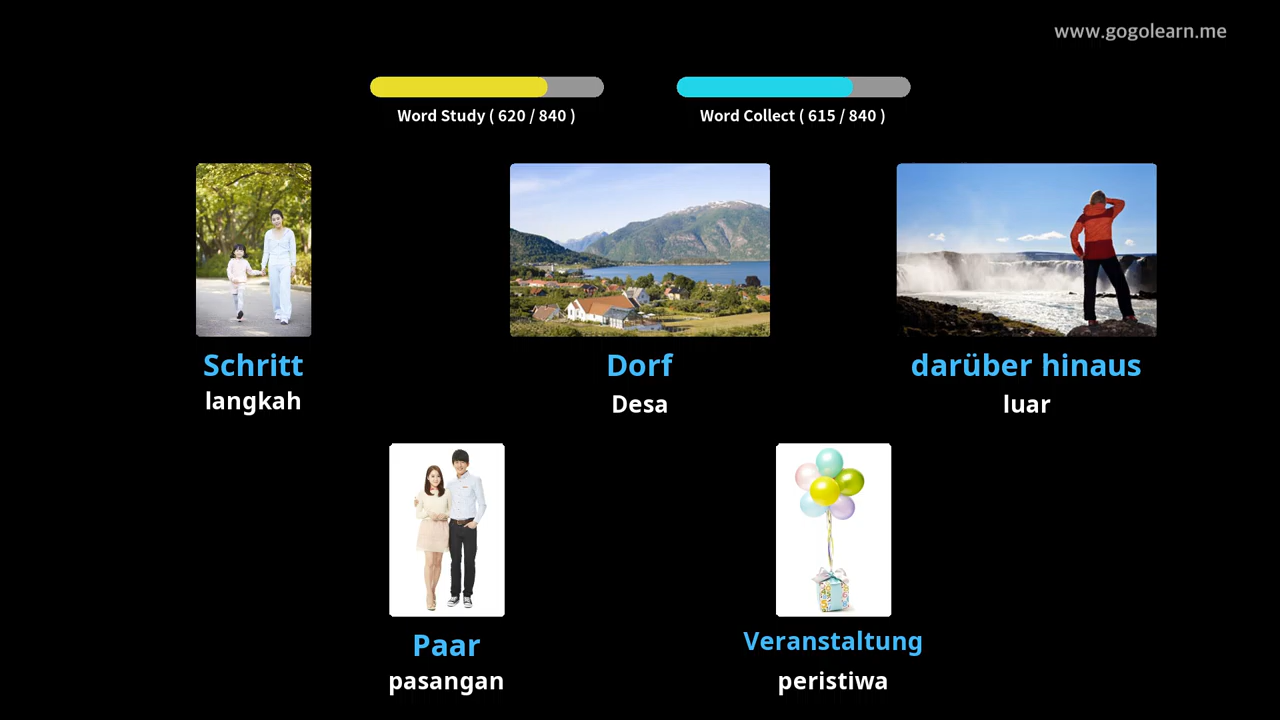 www.gogolearn.me
Word Study ( 620 / 840 )
Word Collect ( 615 / 840 )
Schritt
langkah
Dorf
Desa
darüber hinaus
luar
Paar
pasangan
Veranstaltung
peristiwa